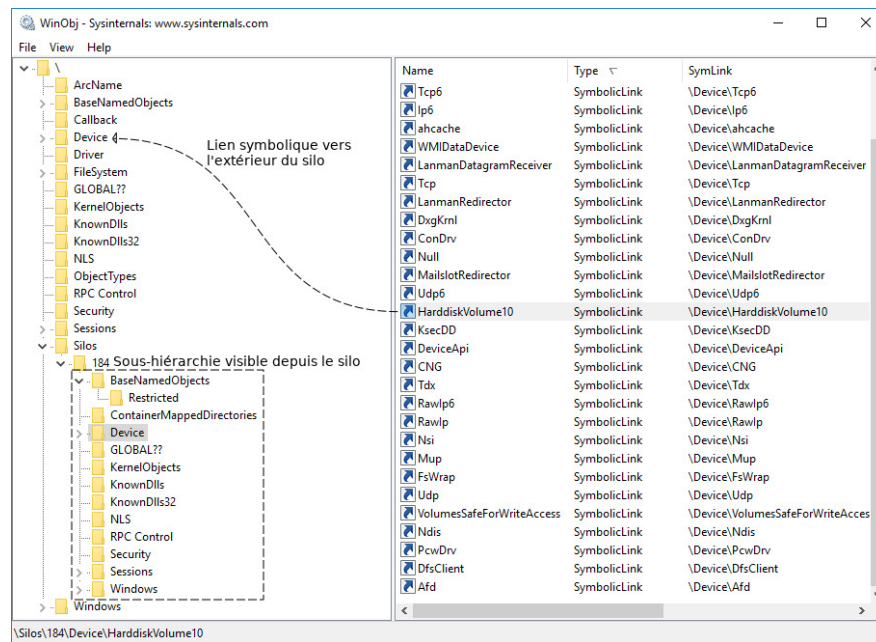 WinObj - Sysinternals: www.sysinternals.com
File View Help
\
ArcName
BaseNamedObjects
Callback
Device
Driver
FileSystem
GLOBAL??
KernelObjects
KnownDlls
KnownDlls32
NLS
ObjectTypes
RPC Control
Security
Sessions
Silos
184
BaseNamedObjects
Restricted
ContainerMappedDirectories
Device
GLOBAL??
KernelObjects
KnownDlls
KnownDlls32
NLS
RPC Control
Security
Sessions
Windows
Windows
Lien symbolique vers
l'extérieur du silo
Sous-hiérarchie visible depuis le silo
Name Type SymLink
Tcp6 SymbolicLink \Device\Tcp6
Ip6 SymbolicLink \Device\Ip6
ahcache SymbolicLink \Device\ahcache
WMIDataDevice SymbolicLink \Device\WMIDataDevice
LanmanDatagramReceiver SymbolicLink \Device\LanmanDatagramReceiver
Tcp SymbolicLink \Device\Tcp
LanmanRedirector SymbolicLink \Device\LanmanRedirector
DxgKrnl SymbolicLink \Device\DxgKrnl
ConDrv SymbolicLink \Device\ConDrv
Null SymbolicLink \Device\Null
MailslotRedirector SymbolicLink \Device\MailslotRedirector
Udp6 SymbolicLink \Device\Udp6
HarddiskVolume10 SymbolicLink \Device\HarddiskVolume10
KsecDD SymbolicLink \Device\KsecDD
DeviceApi SymbolicLink \Device\DeviceApi
CNG SymbolicLink \Device\CNG
Tdx SymbolicLink \Device\Tdx
RawIp6 SymbolicLink \Device\RawIp6
RawIp SymbolicLink \Device\RawIp
Nsi SymbolicLink \Device\Nsi
Mup SymbolicLink \Device\Mup
FsWrap SymbolicLink \Device\FsWrap
Udp SymbolicLink \Device\Udp
VolumesSafeForWriteAccess SymbolicLink \Device\VolumesSafeForWriteAcces
Ndis SymbolicLink \Device\Ndis
PcwDrv SymbolicLink \Device\PcwDrv
DfsClient SymbolicLink \Device\DfsClient
Afd SymbolicLink \Device\Afd
\Silos\184\Device\HarddiskVolume10